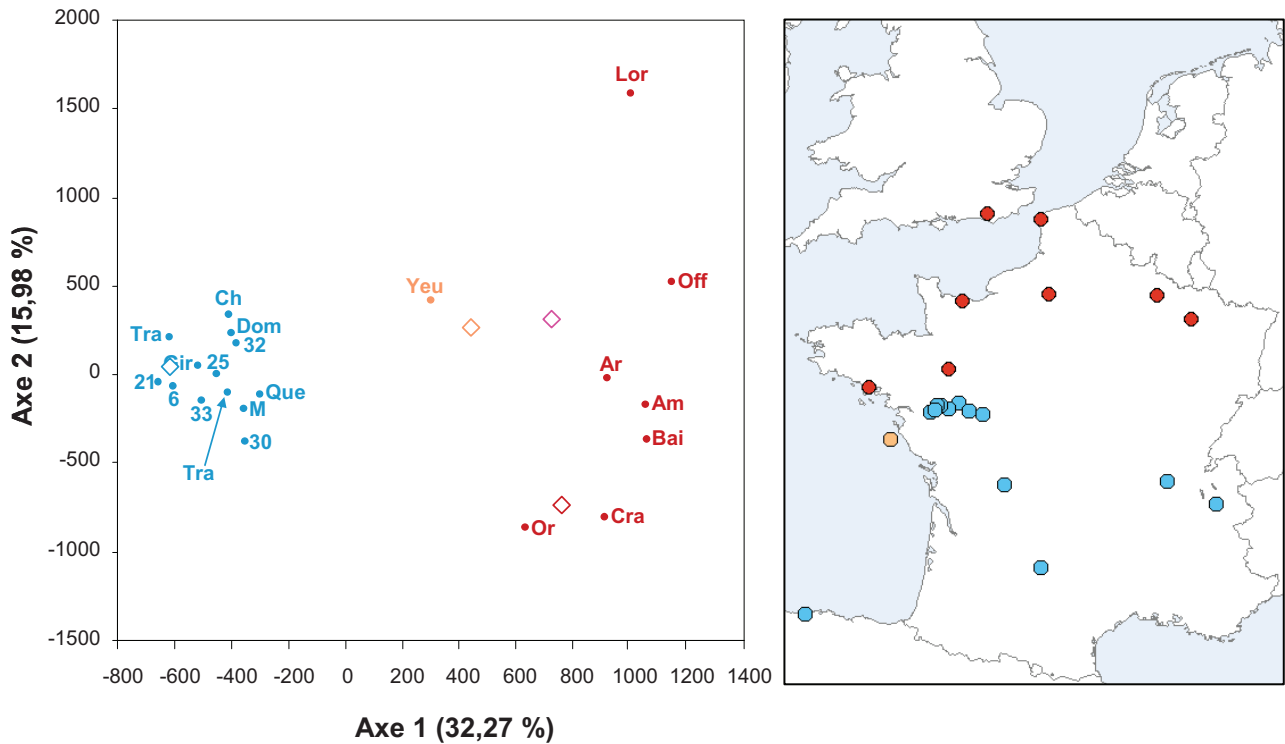 2000
1500
1000
500
0
-500
-1000
-1500
Axe 2 (15,98 %)
Lor
Off
Yeu
Ch
Dom
Tra
32
Cir
25
21
6
33
Que
M
30
Tra
Ar
Am
Bai
Cra
Or
-800 -600 -400 -200 0 200 400 600 800 1000 1200 1400
Axe 1 (32,27 %)